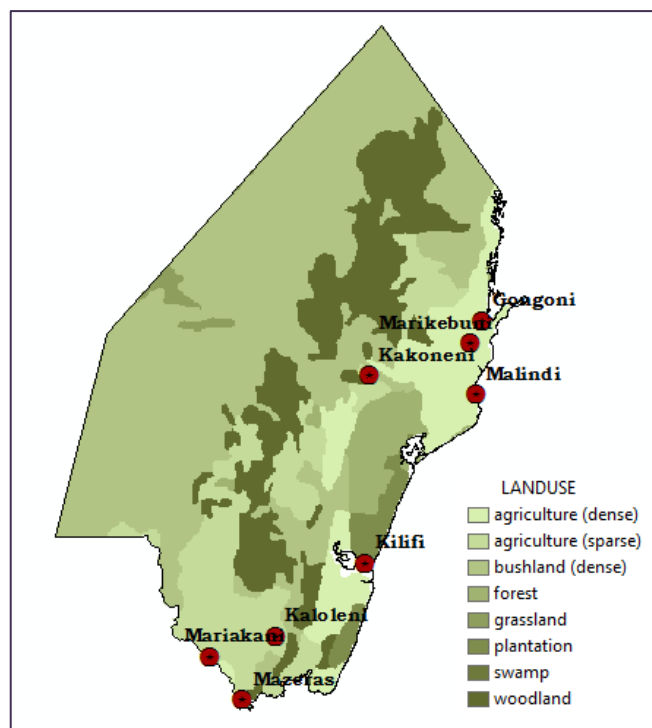 Gongoni
Marikebuni
Kakoneni
Malindi
Kilifi
Kaloleni
Mariakani
Mazeras
LANDUSE
agriculture (dense)
agriculture (sparse)
bushland (dense)
forest
grassland
plantation
swamp
woodland